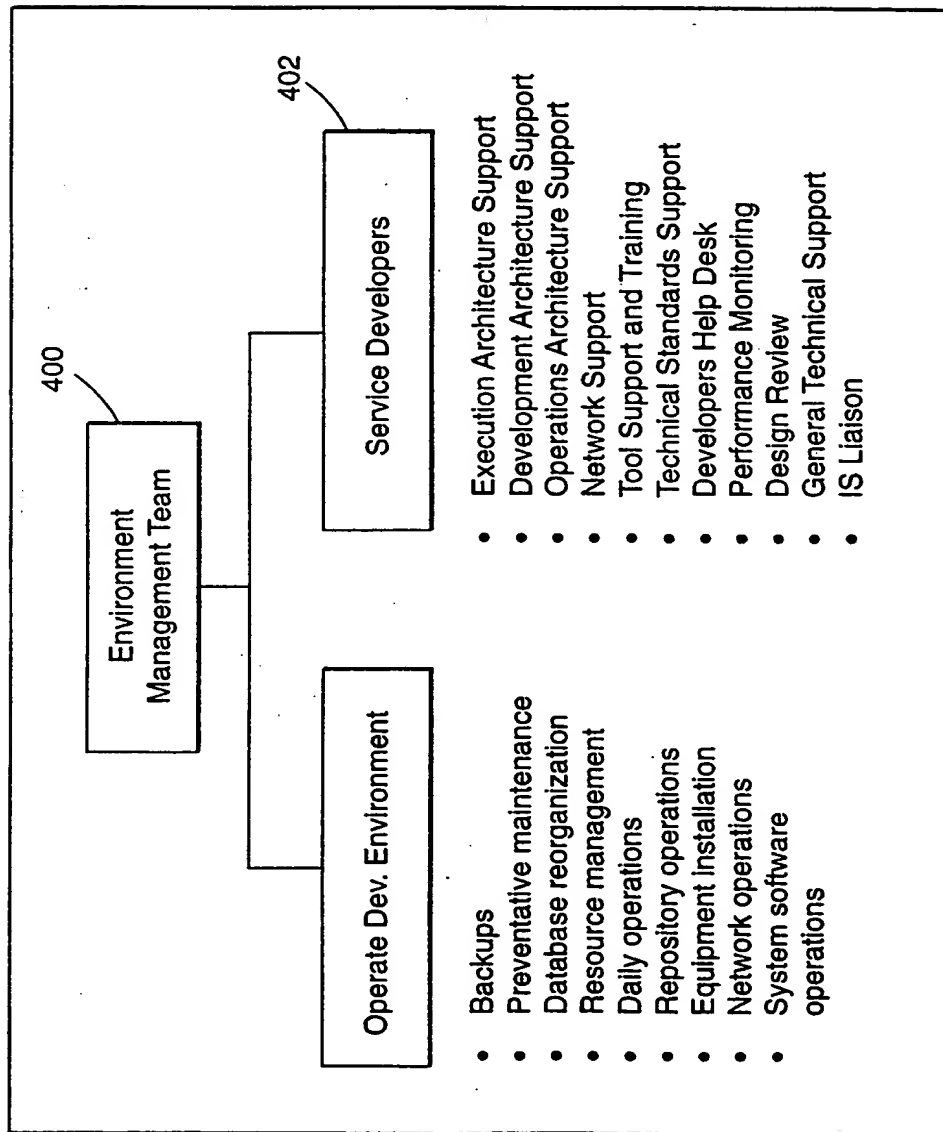 400
Environment
Management Team
402
Operate Dev. Environment
Service Developers
• Backups
• Preventative maintenance
• Database reorganization
• Resource management
• Daily operations
• Repository operations
• Equipment Installation
• Network operations
• System software
operations
• Execution Architecture Support
• Development Architecture Support
• Operations Architecture Support
• Network Support
• Tool Support and Training
• Technical Standards Support
• Developers Help Desk
• Performance Monitoring
• Design Review
• General Technical Support
• IS Liaison